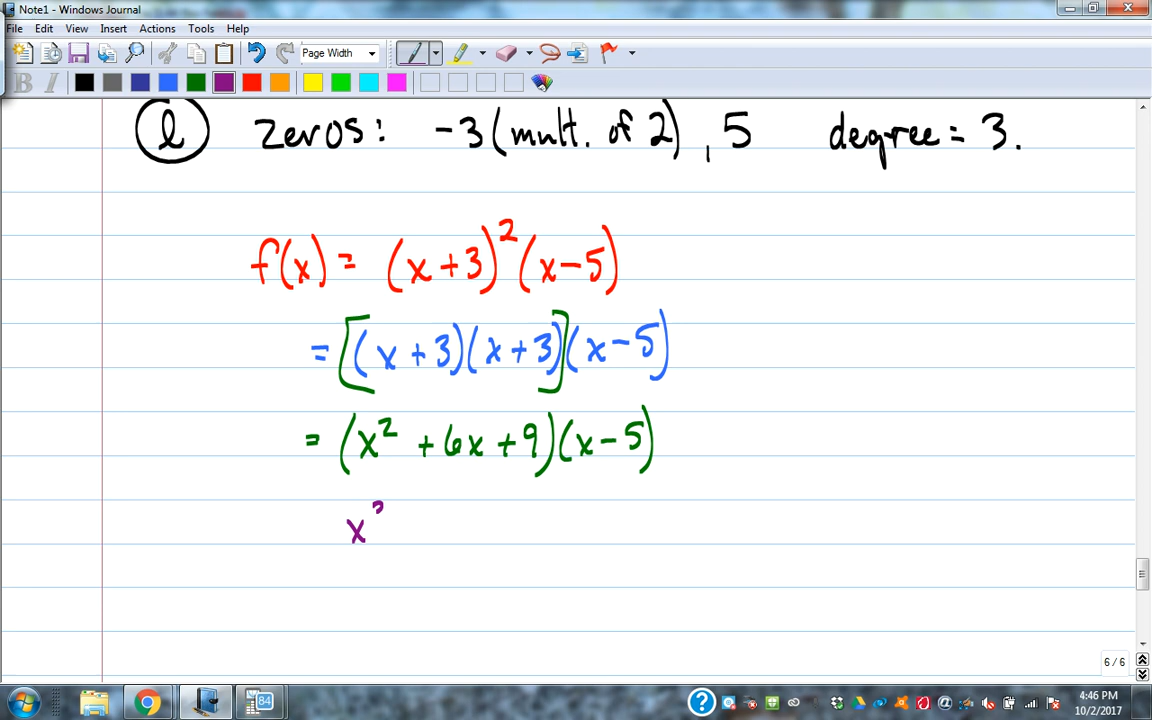 Note1 - Windows Journal
File Edit View Insert Actions Tools Help
Page Width
B I
l zeros: -3 (mult. of 2), 5 degree = 3.
f(x) = (x+3)²(x-5)
= [(x+3)(x+3)](x-5)
= (x² + 6x + 9)(x-5)
6 / 6
84
4:46 PM
10/2/2017